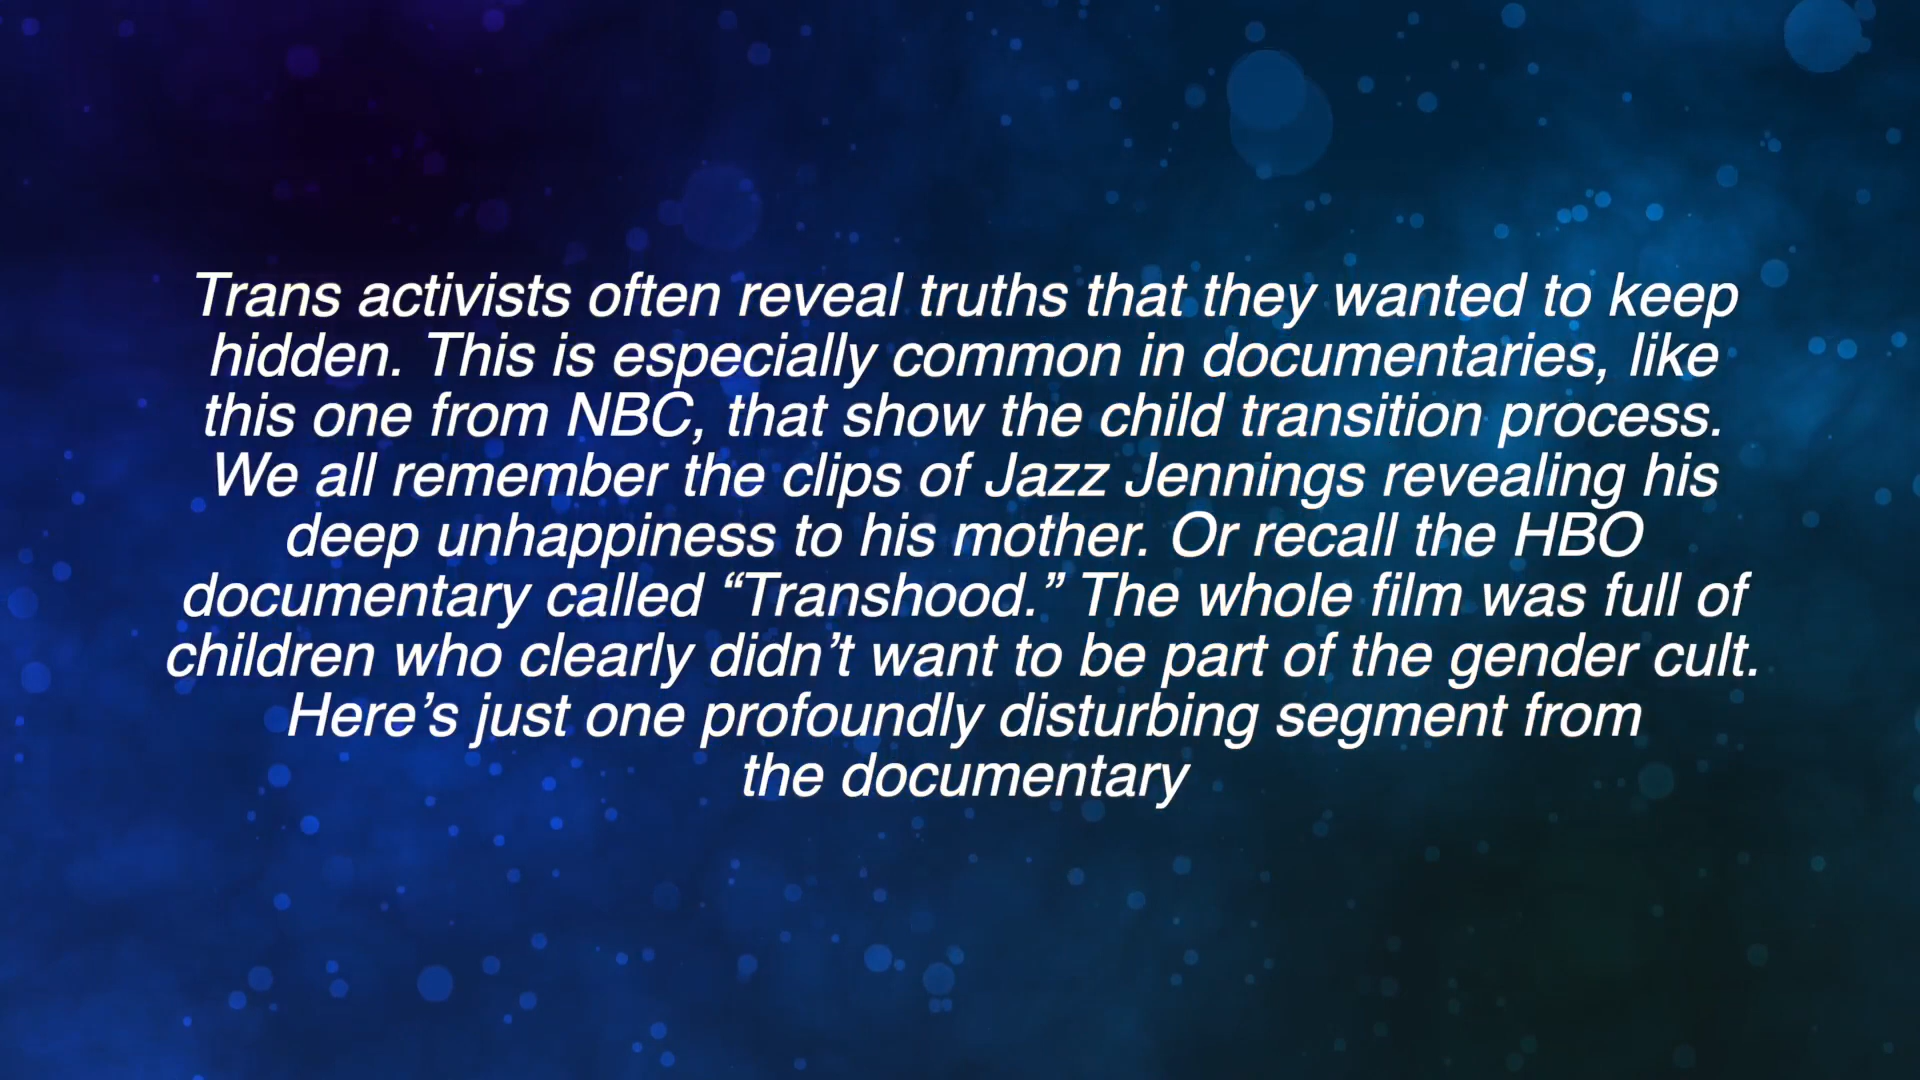 Trans activists often reveal truths that they wanted to keep
hidden. This is especially common in documentaries, like
this one from NBC, that show the child transition process.
We all remember the clips of Jazz Jennings revealing his
deep unhappiness to his mother. Or recall the HBO
documentary called “Transhood.” The whole film was full of
children who clearly didn’t want to be part of the gender cult.
Here’s just one profoundly disturbing segment from
the documentary